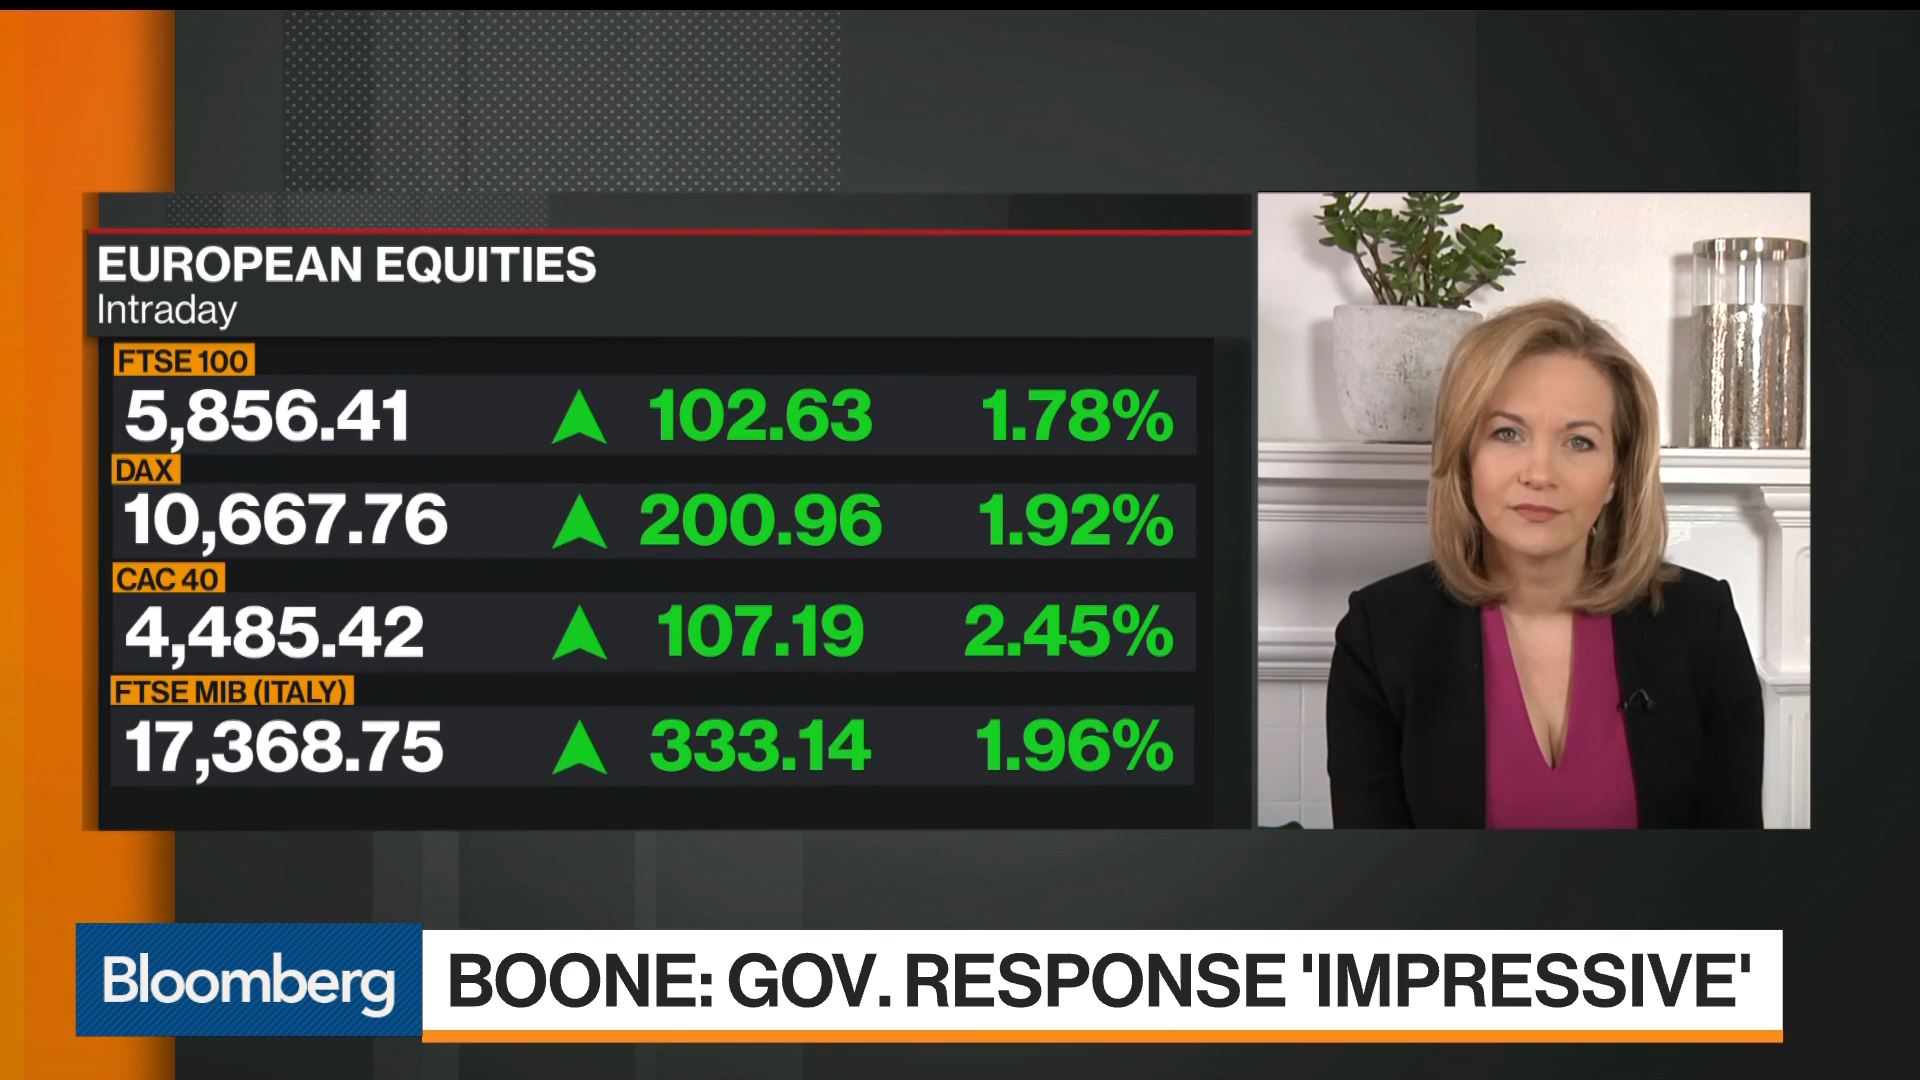 EUROPEAN EQUITIES
Intraday
FTSE 100
5,856.41 ▲ 102.63 1.78%
DAX
10,667.76 ▲ 200.96 1.92%
CAC 40
4,485.42 ▲ 107.19 2.45%
FTSE MIB (ITALY)
17,368.75 ▲ 333.14 1.96%
Bloomberg
BOONE: GOV. RESPONSE 'IMPRESSIVE'